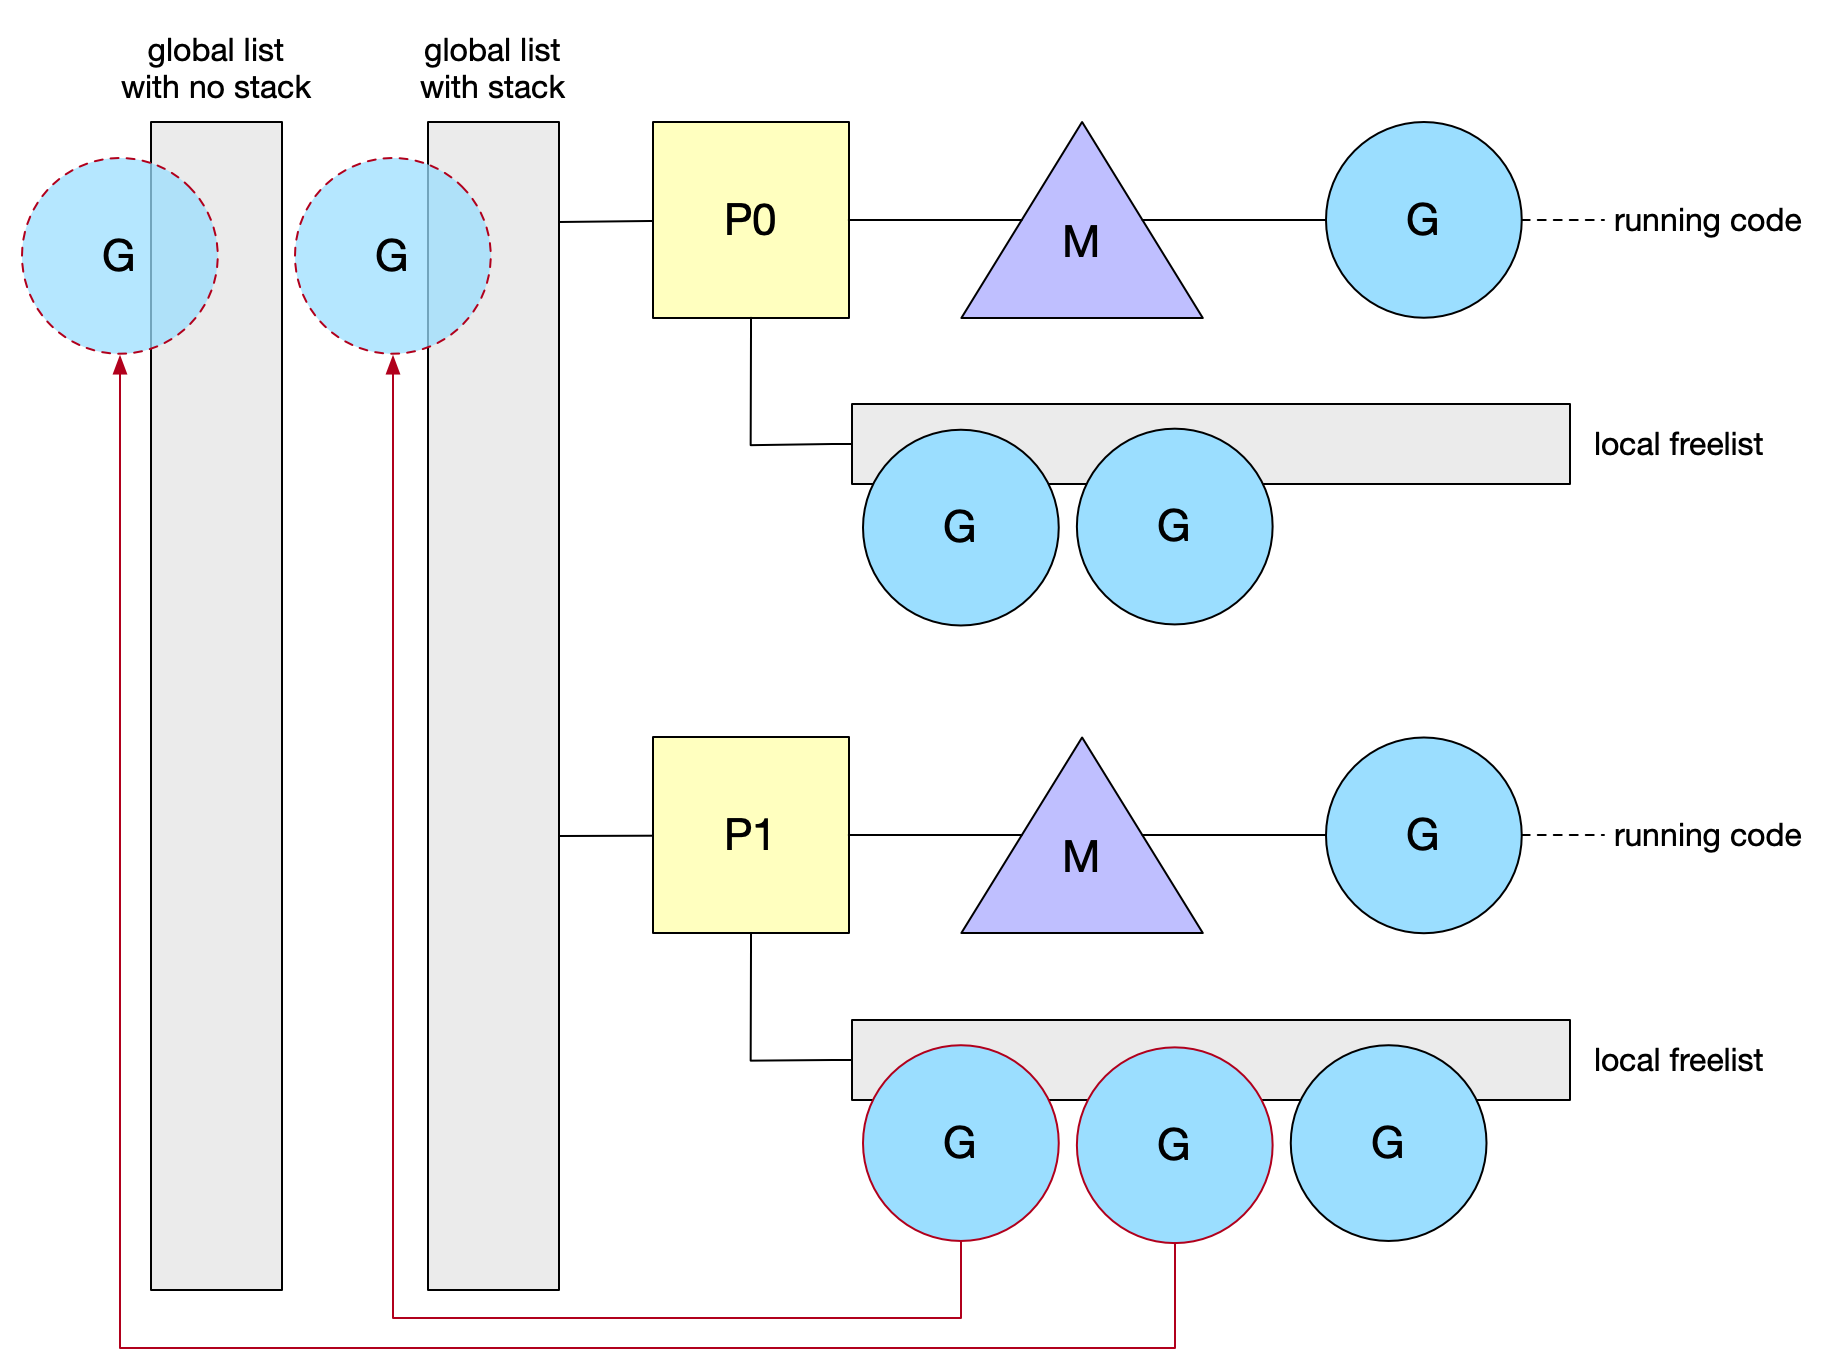 global list
with no stack
global list
with stack
G
G
P0
M
G
running code
local freelist
G
G
P1
M
G
running code
local freelist
G
G
G